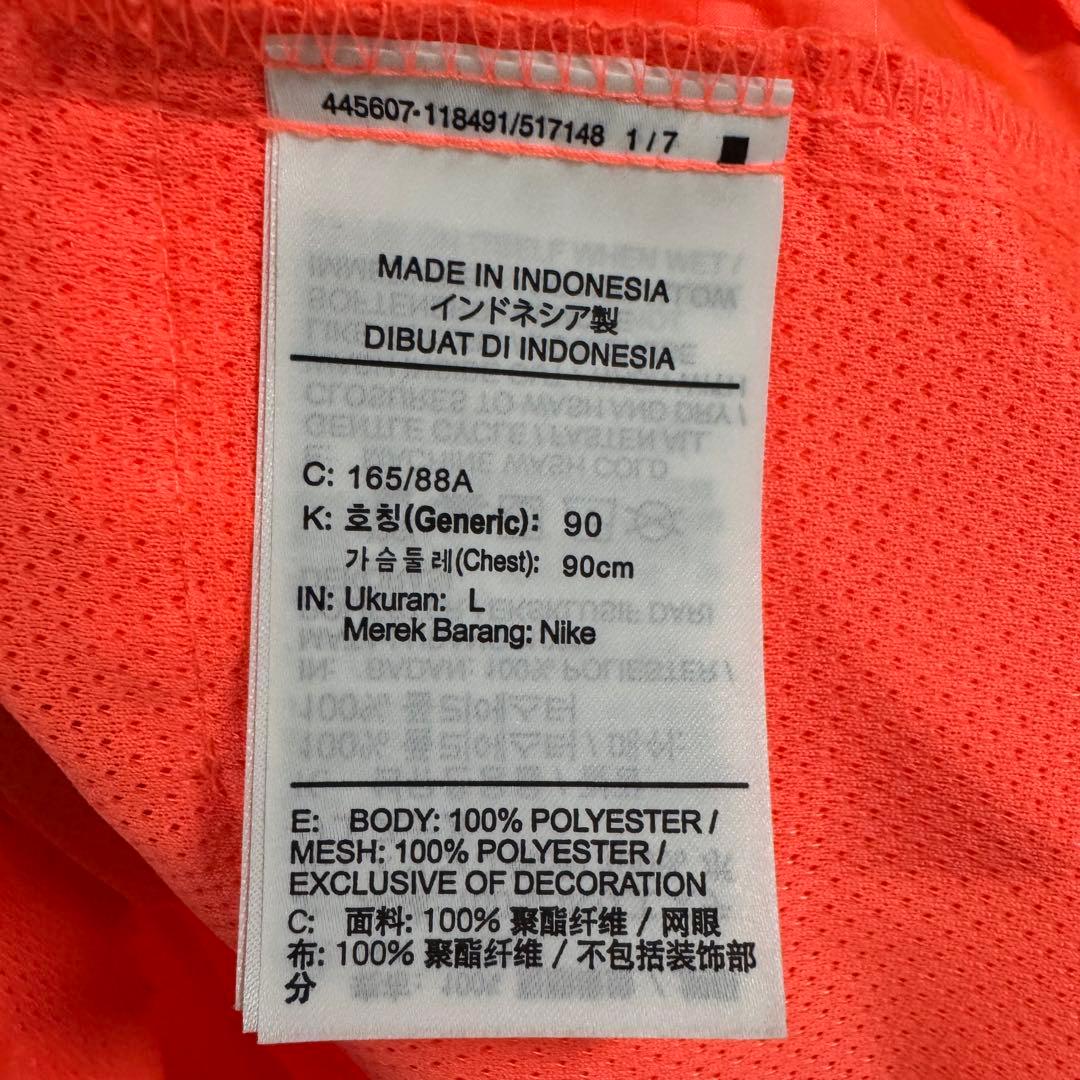 445607-118491/517148 1/7
MADE IN INDONESIA
インドネシア製
DIBUAT DI INDONESIA
C: 165/88A
K: 호칭(Generic): 90
가슴둘레(Chest): 90cm
IN: Ukuran: L
Merek Barang: Nike
E: BODY: 100% POLYESTER /
MESH: 100% POLYESTER /
EXCLUSIVE OF DECORATION
C: 面料: 100% 聚酯纤维 / 网眼
布: 100% 聚酯纤维 / 不包括装饰部
分